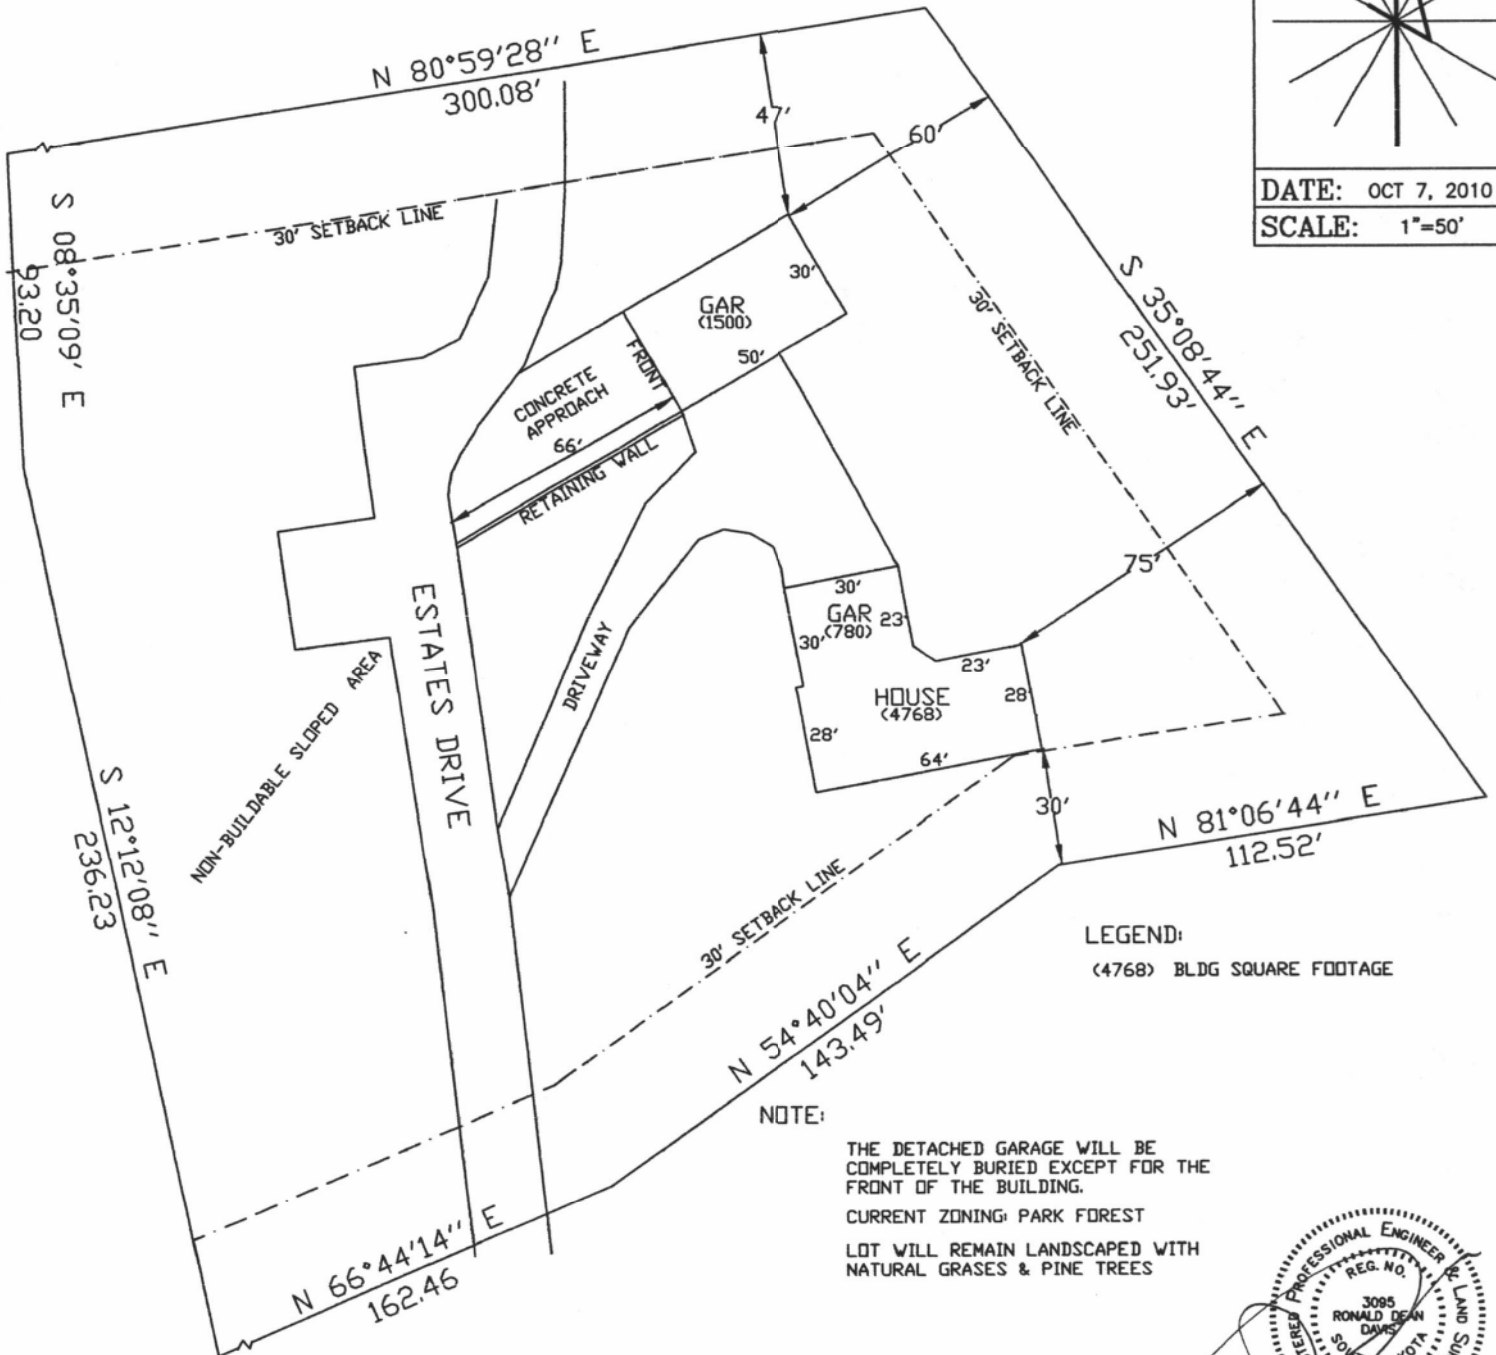 N 80°59'28'' E
300.08'
47'
60'
DATE: OCT 7, 2010
SCALE: 1"=50'
S 08°35'09' E
93.20
30' SETBACK LINE
30'
GAR
(1500)
50'
FRONT
CONCRETE
APPROACH
66'
RETAINING WALL
30' SETBACK LINE
S 35°08'44'' E
251.93'
75'
ESTATES DRIVE
DRIVEWAY
30'
GAR
(780)
23'
30'
23'
HOUSE
(4768)
28'
28'
64'
30'
NON-BUILDABLE SLOPED AREA
S 12°12'08'' E
236.23
N 81°06'44'' E
112.52'
30' SETBACK LINE
LEGEND:
(4768) BLDG SQUARE FOOTAGE
N 54°40'04'' E
143.49'
NOTE:
THE DETACHED GARAGE WILL BE
COMPLETELY BURIED EXCEPT FOR THE
FRONT OF THE BUILDING.
CURRENT ZONING: PARK FOREST
LOT WILL REMAIN LANDSCAPED WITH
NATURAL GRASES & PINE TREES
N 66°44'14'' E
162.46
PROFESSIONAL ENGINEER & LAND
REG. NO.
3095
RONALD DEAN
DAVIS